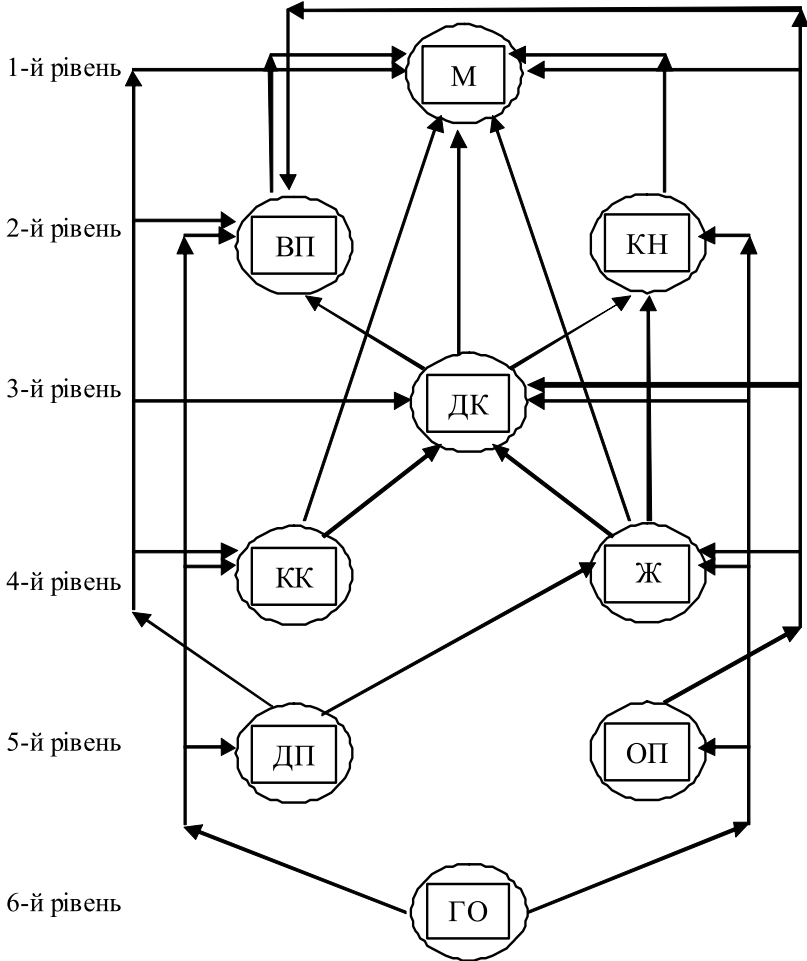 1-й рівень
М
2-й рівень
ВП
КН
3-й рівень
ДК
4-й рівень
КК
Ж
5-й рівень
ДП
ОП
6-й рівень
ГО